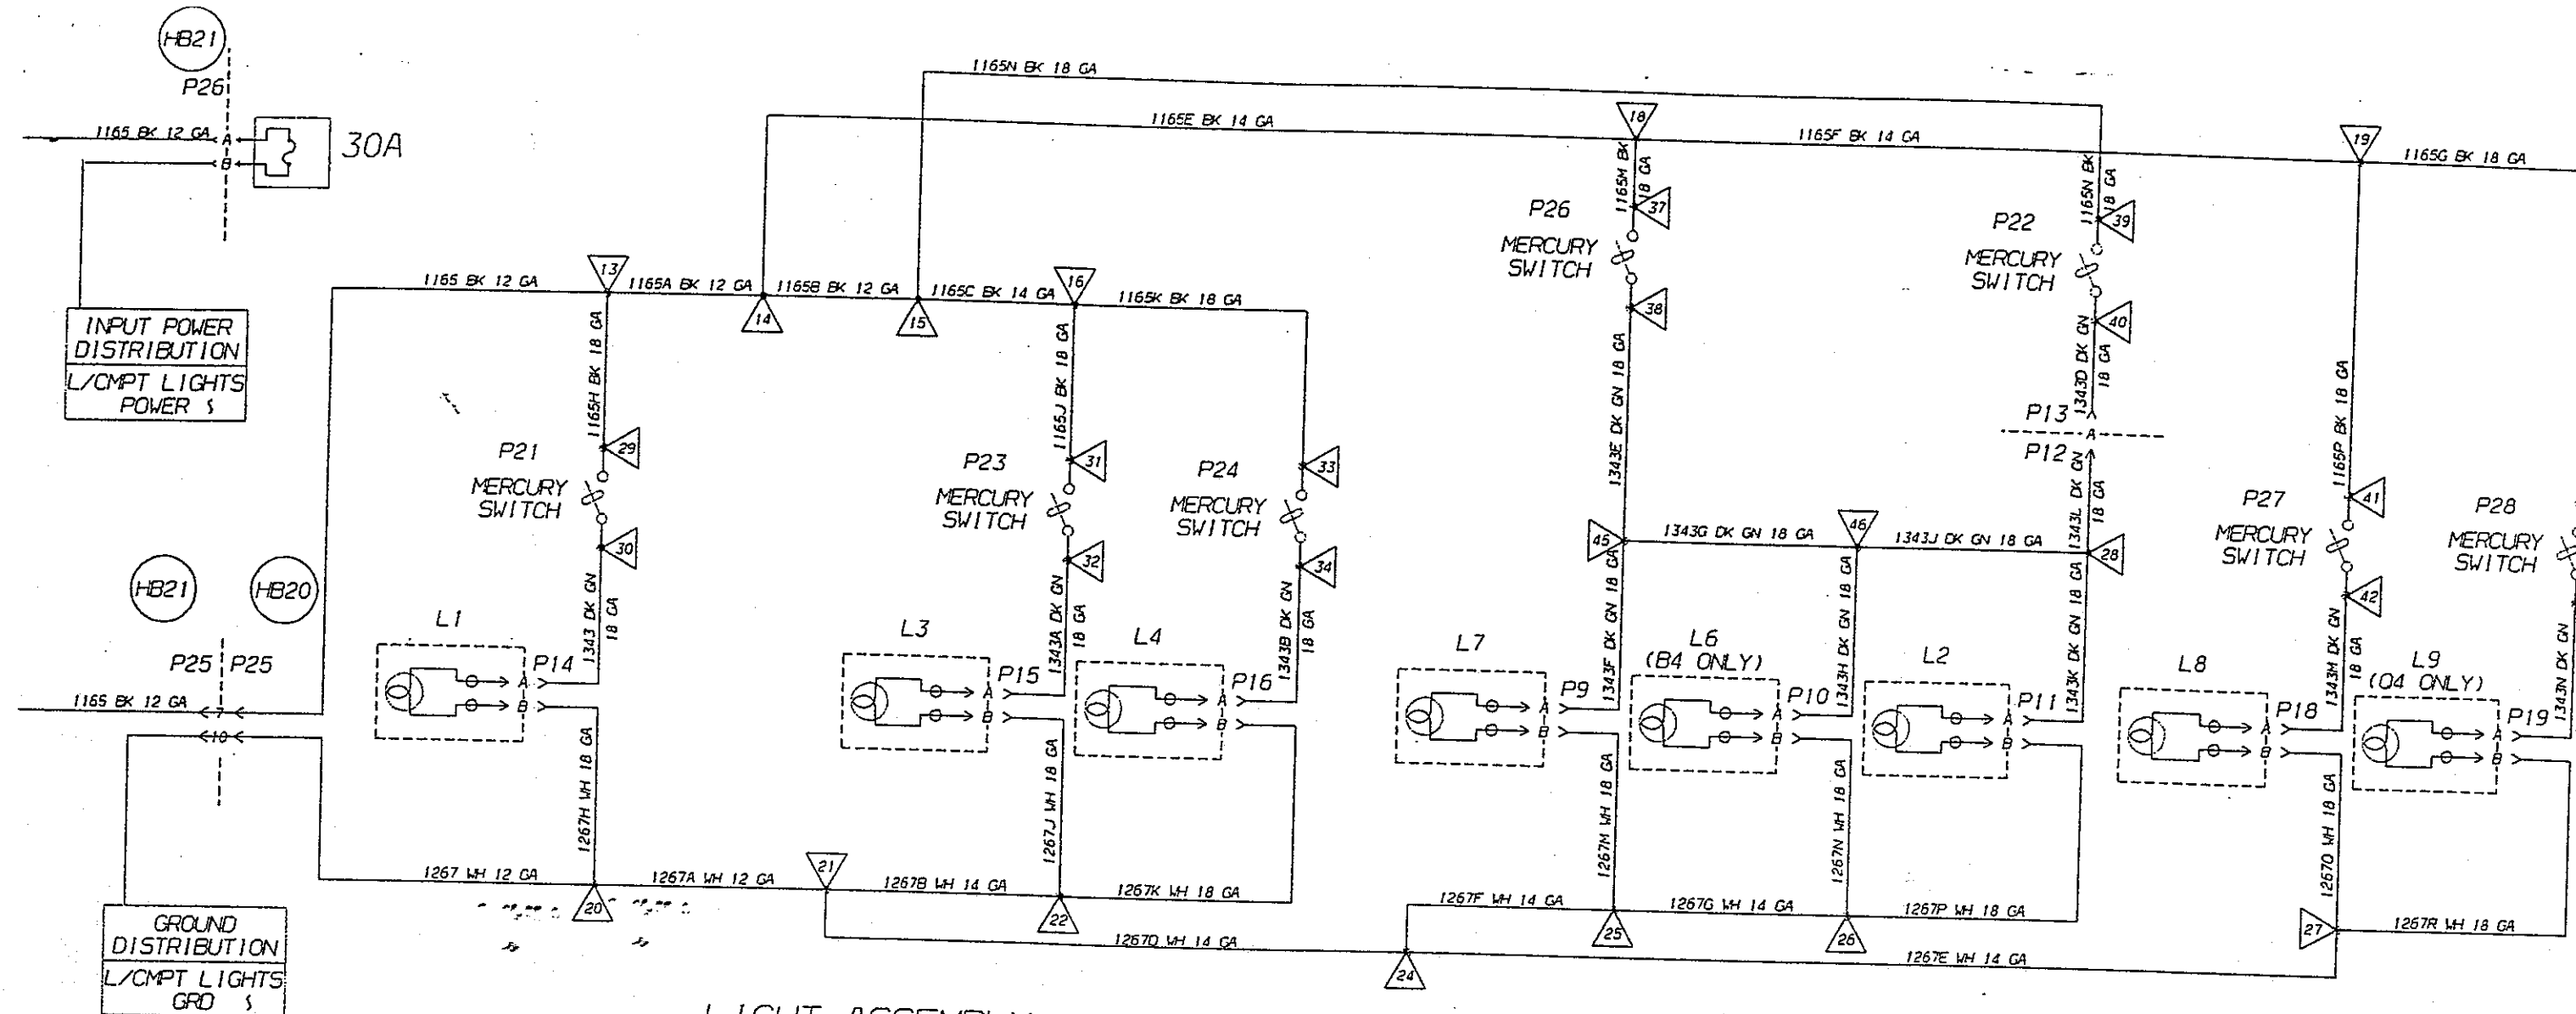 HB21
P26
1165 BK 12 GA
A
B
30A
INPUT POWER
DISTRIBUTION
L/CMPT LIGHTS
POWER S
1165N BK 18 GA
1165E BK 14 GA
18
1165F BK 14 GA
19
1165G BK 18 GA
1165M BK
18 GA
37
P26
MERCURY
SWITCH
38
1165N BK
18 GA
39
P22
MERCURY
SWITCH
40
1343D DK GN
18 GA
P13
A
P12
1343L DK GN
18 GA
1165 BK 12 GA
13
1165A BK 12 GA
14
1165B BK 12 GA
15
1165C BK 14 GA
16
1165K BK 18 GA
1165H BK 18 GA
29
P21
MERCURY
SWITCH
30
1343 DK GN
18 GA
1165J BK 18 GA
31
P23
MERCURY
SWITCH
32
1343A DK GN
18 GA
33
P24
MERCURY
SWITCH
34
1343B DK GN
18 GA
1343E DK GN 18 GA
45
1343G DK GN 18 GA
46
1343J DK GN 18 GA
28
1343F DK GN 18 GA
1343H DK GN 18 GA
1343K DK GN 18 GA
1165P BK 18 GA
41
P27
MERCURY
SWITCH
42
1343M DK GN
18 GA
P28
MERCURY
SWITCH
1343N DK GN
HB21
HB20
P25
P25
1165 BK 12 GA
7
10
L1
P14
A
B
L3
P15
A
B
L4
P16
A
B
L7
P9
A
B
L6
(B4 ONLY)
P10
A
B
L2
P11
A
B
L8
P18
A
B
L9
(04 ONLY)
P19
A
B
1267H WH 18 GA
1267J WH 18 GA
1267M WH 18 GA
1267N WH 18 GA
1267Q WH 18 GA
1267 WH 12 GA
20
1267A WH 12 GA
21
1267B WH 14 GA
22
1267K WH 18 GA
1267D WH 14 GA
24
1267F WH 14 GA
25
1267G WH 14 GA
26
1267P WH 18 GA
1267E WH 14 GA
27
1267R WH 18 GA
GROUND
DISTRIBUTION
L/CMPT LIGHTS
GRD S
LIGHT ASSEMBLY